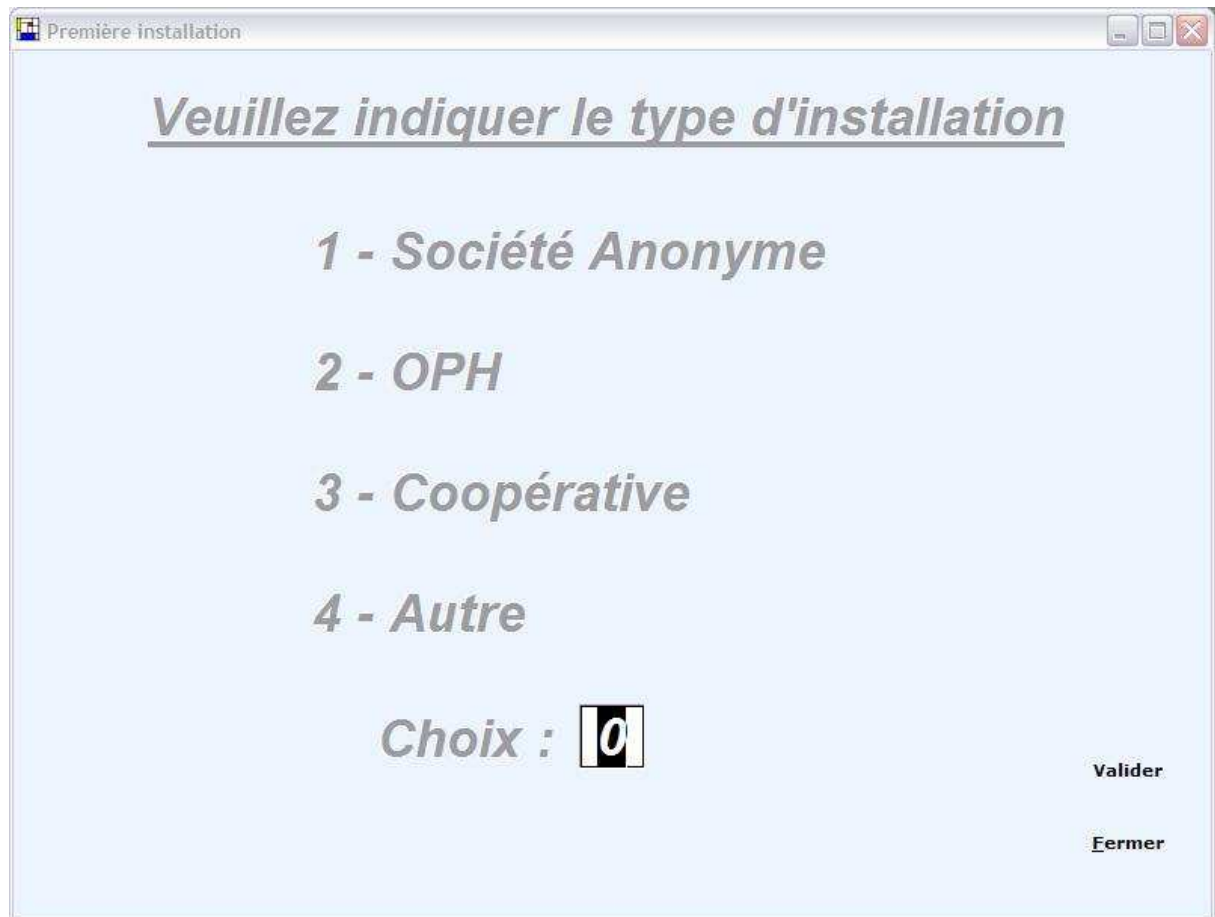 Première installation
Veuillez indiquer le type d'installation
1 - Société Anonyme
2 - OPH
3 - Coopérative
4 - Autre
Choix : 0
Valider
Fermer